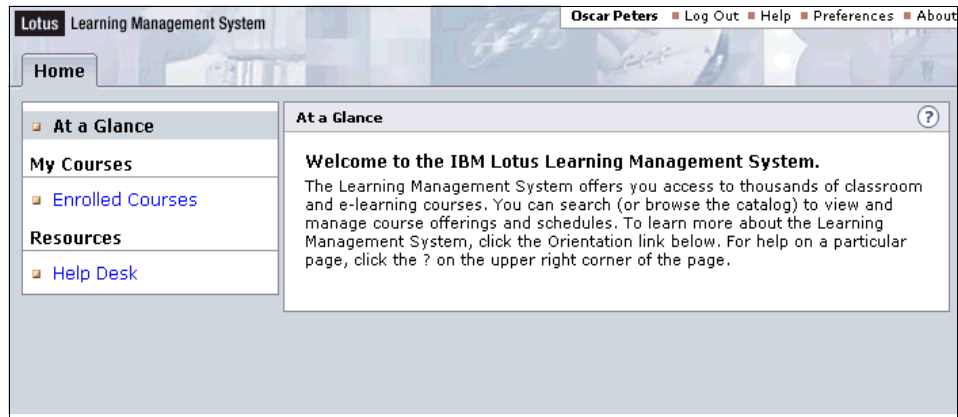 Lotus Learning Management System
Oscar Peters Log Out Help Preferences About
Home
At a Glance
My Courses
Enrolled Courses
Resources
Help Desk
At a Glance ?
Welcome to the IBM Lotus Learning Management System.
The Learning Management System offers you access to thousands of classroom
and e-learning courses. You can search (or browse the catalog) to view and
manage course offerings and schedules. To learn more about the Learning
Management System, click the Orientation link below. For help on a particular
page, click the ? on the upper right corner of the page.